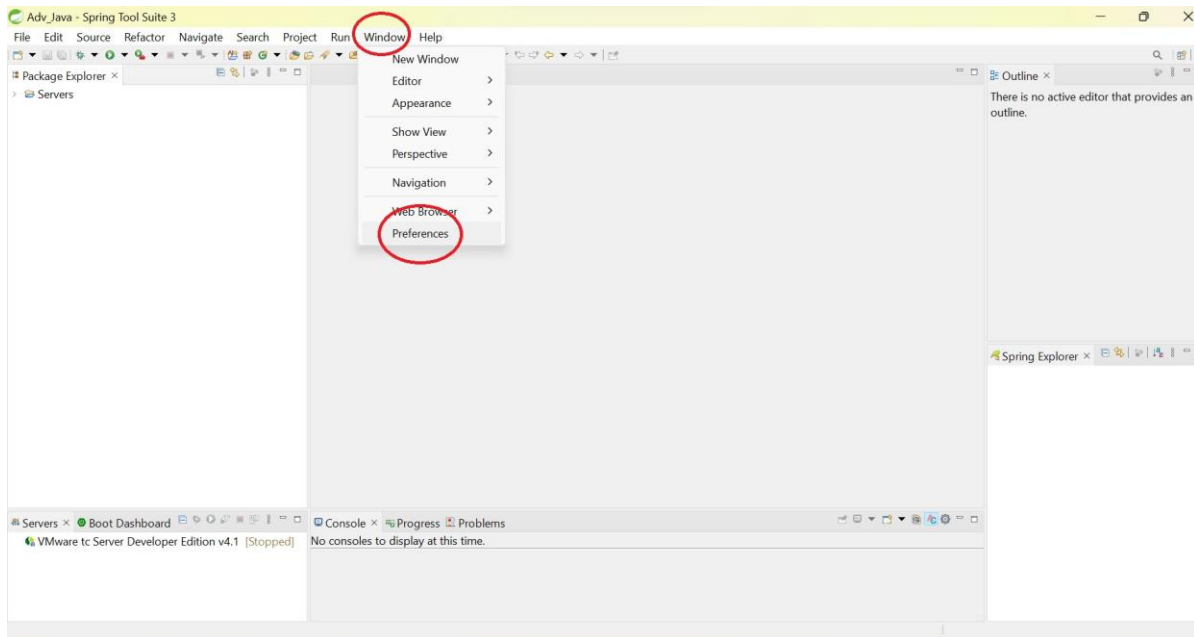 Adv_Java - Spring Tool Suite 3
File Edit Source Refactor Navigate Search Project Run Window Help
Package Explorer
Servers
New Window
Editor
Appearance
Show View
Perspective
Navigation
Web Browser
Preferences
Outline
There is no active editor that provides an
outline.
Spring Explorer
Servers Boot Dashboard
VMware tc Server Developer Edition v4.1 [Stopped]
Console Progress Problems
No consoles to display at this time.